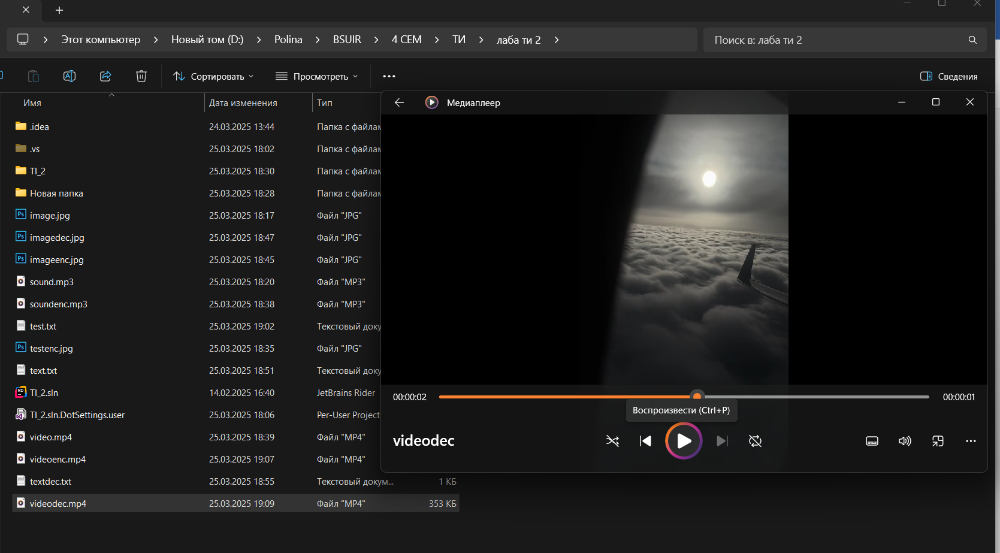 Этот компьютер > Новый том (D:) > Polina > BSUIR > 4 СЕМ > ТИ > лаба ти 2 >
Поиск в: лаба ти 2
Сортировать
Просмотреть
Сведения
Имя
Дата изменения
Тип
.idea 24.03.2025 13:44 Папка с файлам
.vs 25.03.2025 18:02 Папка с файлам
TI_2 25.03.2025 18:30 Папка с файлам
Новая папка 25.03.2025 18:28 Папка с файлам
image.jpg 25.03.2025 18:17 Файл "JPG"
imagedec.jpg 25.03.2025 18:47 Файл "JPG"
imageenc.jpg 25.03.2025 18:45 Файл "JPG"
sound.mp3 25.03.2025 18:20 Файл "MP3"
soundenc.mp3 25.03.2025 18:38 Файл "MP3"
test.txt 25.03.2025 19:02 Текстовый доку
testenc.jpg 25.03.2025 18:35 Файл "JPG"
text.txt 25.03.2025 18:51 Текстовый доку
TI_2.sln 14.02.2025 16:40 JetBrains Rider
TI_2.sln.DotSettings.user 25.03.2025 18:06 Per-User Project
video.mp4 25.03.2025 18:39 Файл "MP4"
videoenc.mp4 25.03.2025 19:07 Файл "MP4"
textdec.txt 25.03.2025 18:55 Текстовый докум... 1 КБ
videodec.mp4 25.03.2025 19:09 Файл "MP4" 353 КБ
Медиаплеер
00:00:02
00:00:01
Воспроизвести (Ctrl+P)
videodec